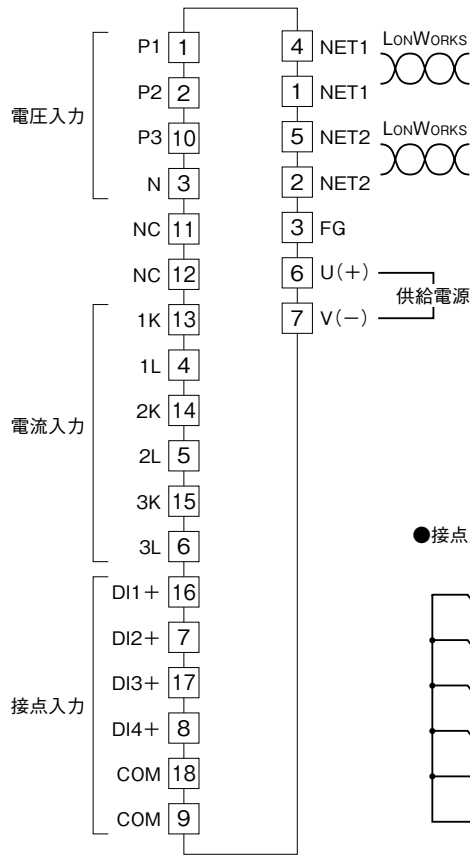 電圧入力
P1 1
P2 2
P3 10
N 3
NC 11
NC 12
電流入力
1K 13
1L 4
2K 14
2L 5
3K 15
3L 6
接点入力
DI1+ 16
DI2+ 7
DI3+ 17
DI4+ 8
COM 18
COM 9
4 NET1 LONWORKS
1 NET1
5 NET2 LONWORKS
2 NET2
3 FG
6 U(+)
7 V(−)
供給電源
●接点